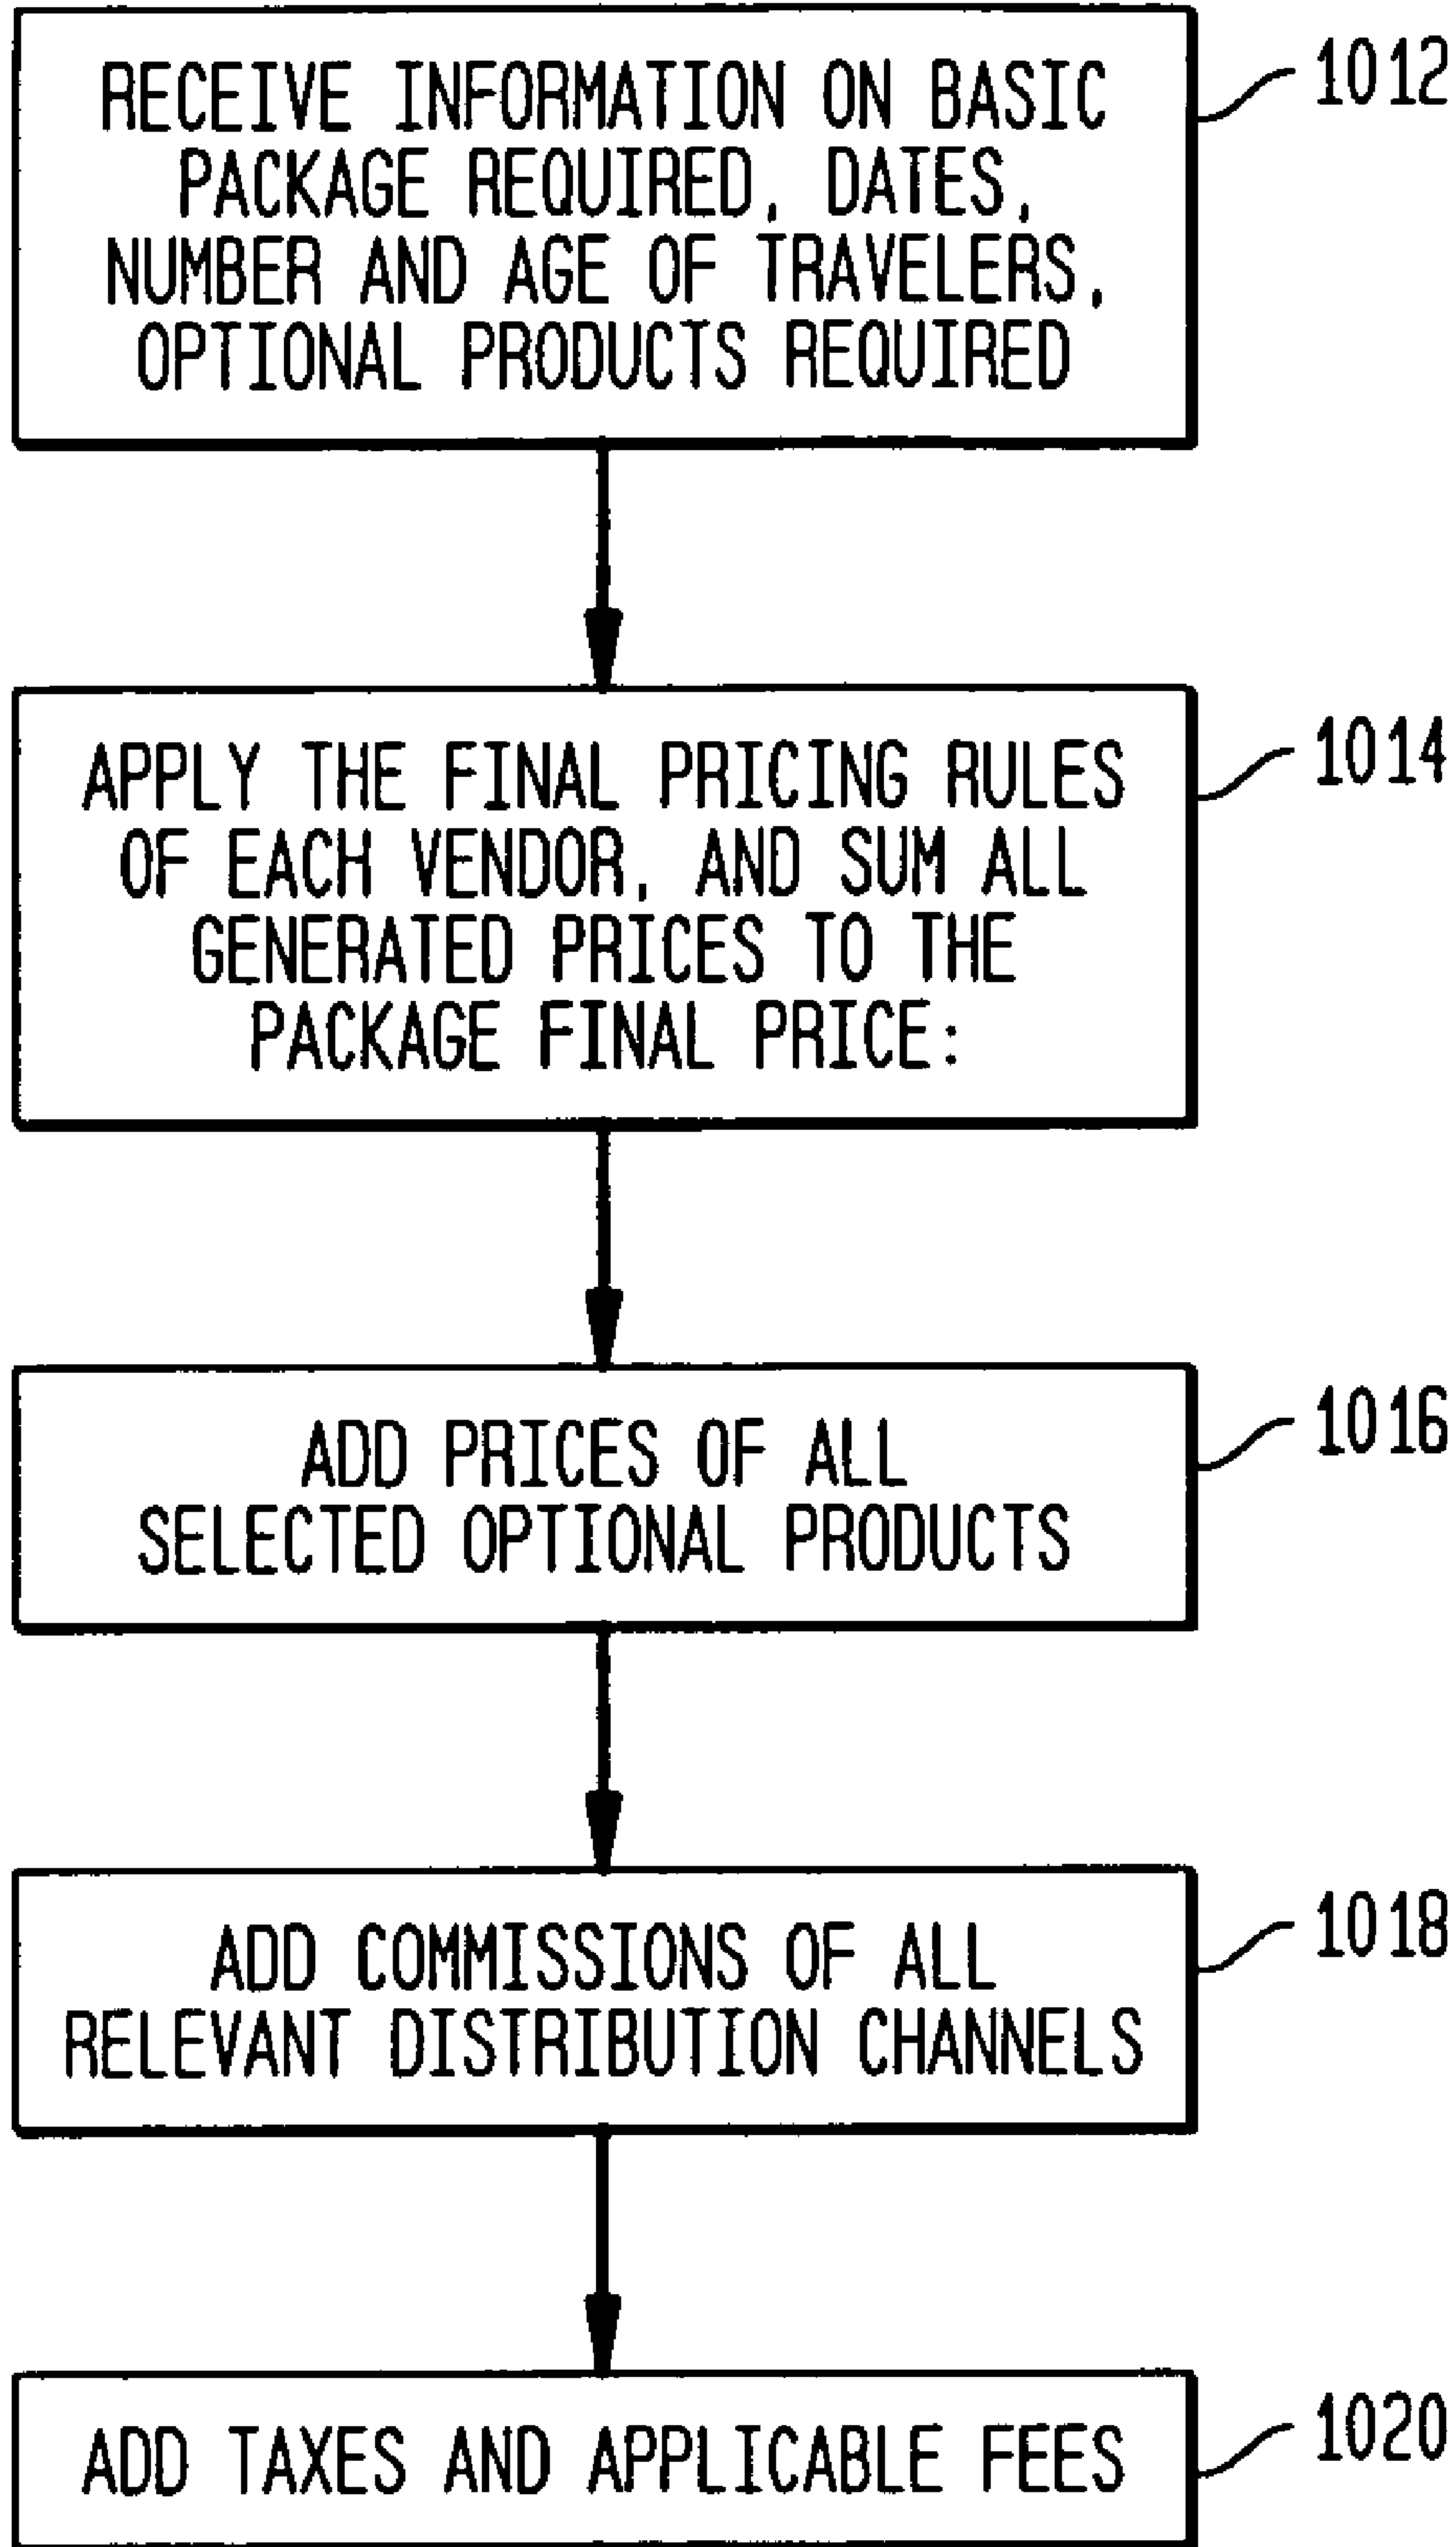 RECEIVE INFORMATION ON BASIC
PACKAGE REQUIRED, DATES,
NUMBER AND AGE OF TRAVELERS,
OPTIONAL PRODUCTS REQUIRED
1012
APPLY THE FINAL PRICING RULES
OF EACH VENDOR, AND SUM ALL
GENERATED PRICES TO THE
PACKAGE FINAL PRICE:
1014
ADD PRICES OF ALL
SELECTED OPTIONAL PRODUCTS
1016
ADD COMMISSIONS OF ALL
RELEVANT DISTRIBUTION CHANNELS
1018
ADD TAXES AND APPLICABLE FEES
1020